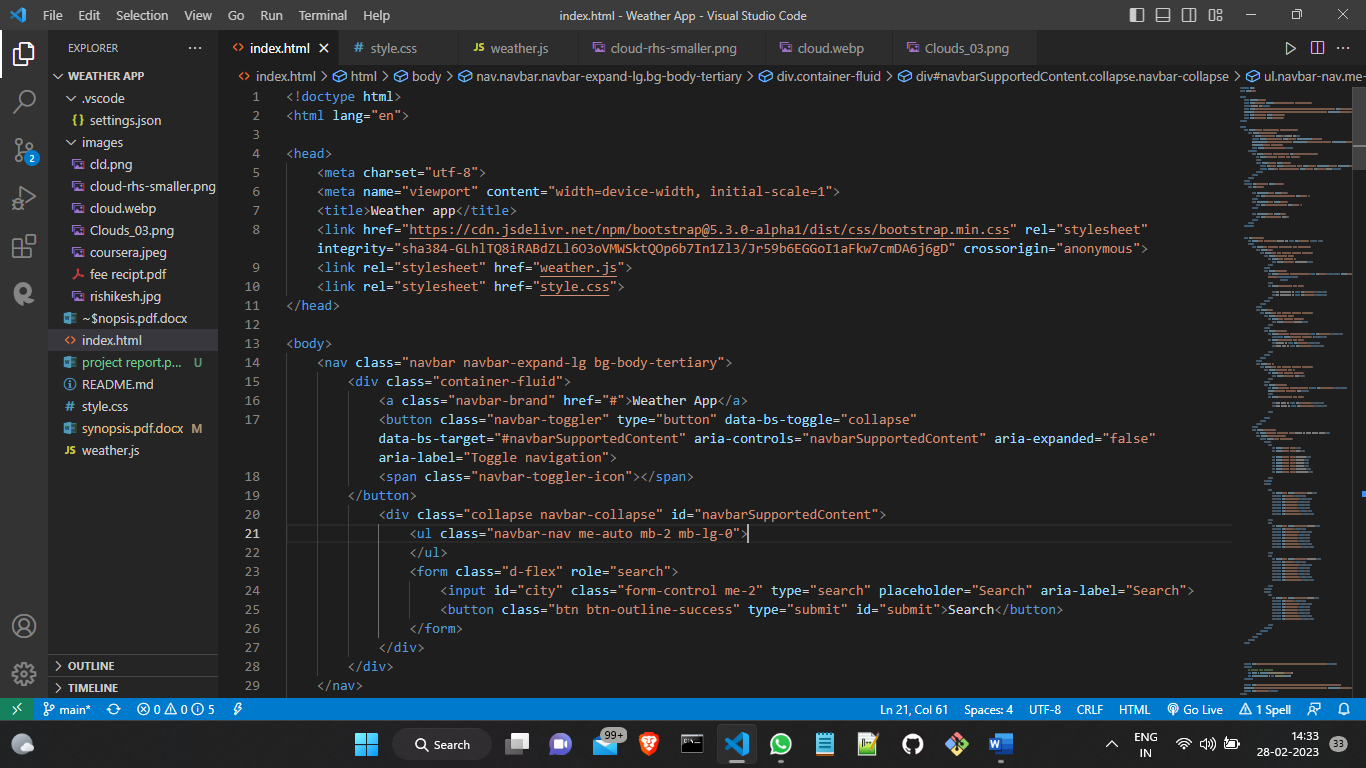 File Edit Selection View Go Run Terminal Help index.html - Weather App - Visual Studio Code
EXPLORER ...
index.html style.css JS weather.js cloud-rhs-smaller.png cloud.webp Clouds_03.png
WEATHER APP
.vscode
{} settings.json
images
cld.png
cloud-rhs-smaller.png
cloud.webp
Clouds_03.png
coursera.jpeg
fee recipt.pdf
rishikesh.jpg
~$nopsis.pdf.docx
<> index.html
project report.p... U
README.md
# style.css
synopsis.pdf.docx M
JS weather.js
OUTLINE
TIMELINE
2
index.html > html > body > nav.navbar.navbar-expand-lg.bg-body-tertiary > div.container-fluid > div#navbarSupportedContent.collapse.navbar-collapse > ul.navbar-nav.me-
1 <!doctype html>
2 <html lang="en">
3
4 <head>
5 <meta charset="utf-8">
6 <meta name="viewport" content="width=device-width, initial-scale=1">
7 <title>Weather app</title>
8 <link href="https://cdn.jsdelivr.net/npm/bootstrap@5.3.0-alpha1/dist/css/bootstrap.min.css" rel="stylesheet"
integrity="sha384-GLhlTQ8iRABdZLl6O3oVMWSktQOp6b7In1Zl3/Jr59b6EGGoI1aFkw7cmDA6j6gD" crossorigin="anonymous">
9 <link rel="stylesheet" href="weather.js">
10 <link rel="stylesheet" href="style.css">
11 </head>
12
13 <body>
14 <nav class="navbar navbar-expand-lg bg-body-tertiary">
15 <div class="container-fluid">
16 <a class="navbar-brand" href="#">Weather App</a>
17 <button class="navbar-toggler" type="button" data-bs-toggle="collapse"
data-bs-target="#navbarSupportedContent" aria-controls="navbarSupportedContent" aria-expanded="false"
aria-label="Toggle navigation">
18 <span class="navbar-toggler-icon"></span>
19 </button>
20 <div class="collapse navbar-collapse" id="navbarSupportedContent">
21 <ul class="navbar-nav me-auto mb-2 mb-lg-0">
22 </ul>
23 <form class="d-flex" role="search">
24 <input id="city" class="form-control me-2" type="search" placeholder="Search" aria-label="Search">
25 <button class="btn btn-outline-success" type="submit" id="submit">Search</button>
26 </form>
27 </div>
28 </div>
29 </nav>
main* 0 0 5 Ln 21, Col 61 Spaces: 4 UTF-8 CRLF HTML Go Live 1 Spell
Search 99+ ENG IN 14:33 28-02-2023 33